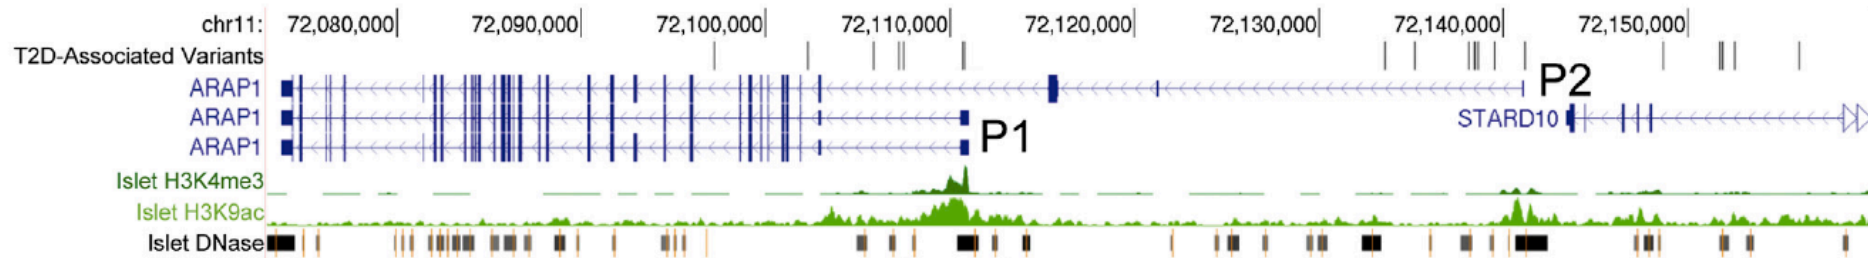 chr11: 72,080,000 72,090,000 72,100,000 72,110,000 72,120,000 72,130,000 72,140,000 72,150,000
T2D-Associated Variants
ARAP1 P2
ARAP1 STARD10
ARAP1 P1
Islet H3K4me3
Islet H3K9ac
Islet DNase